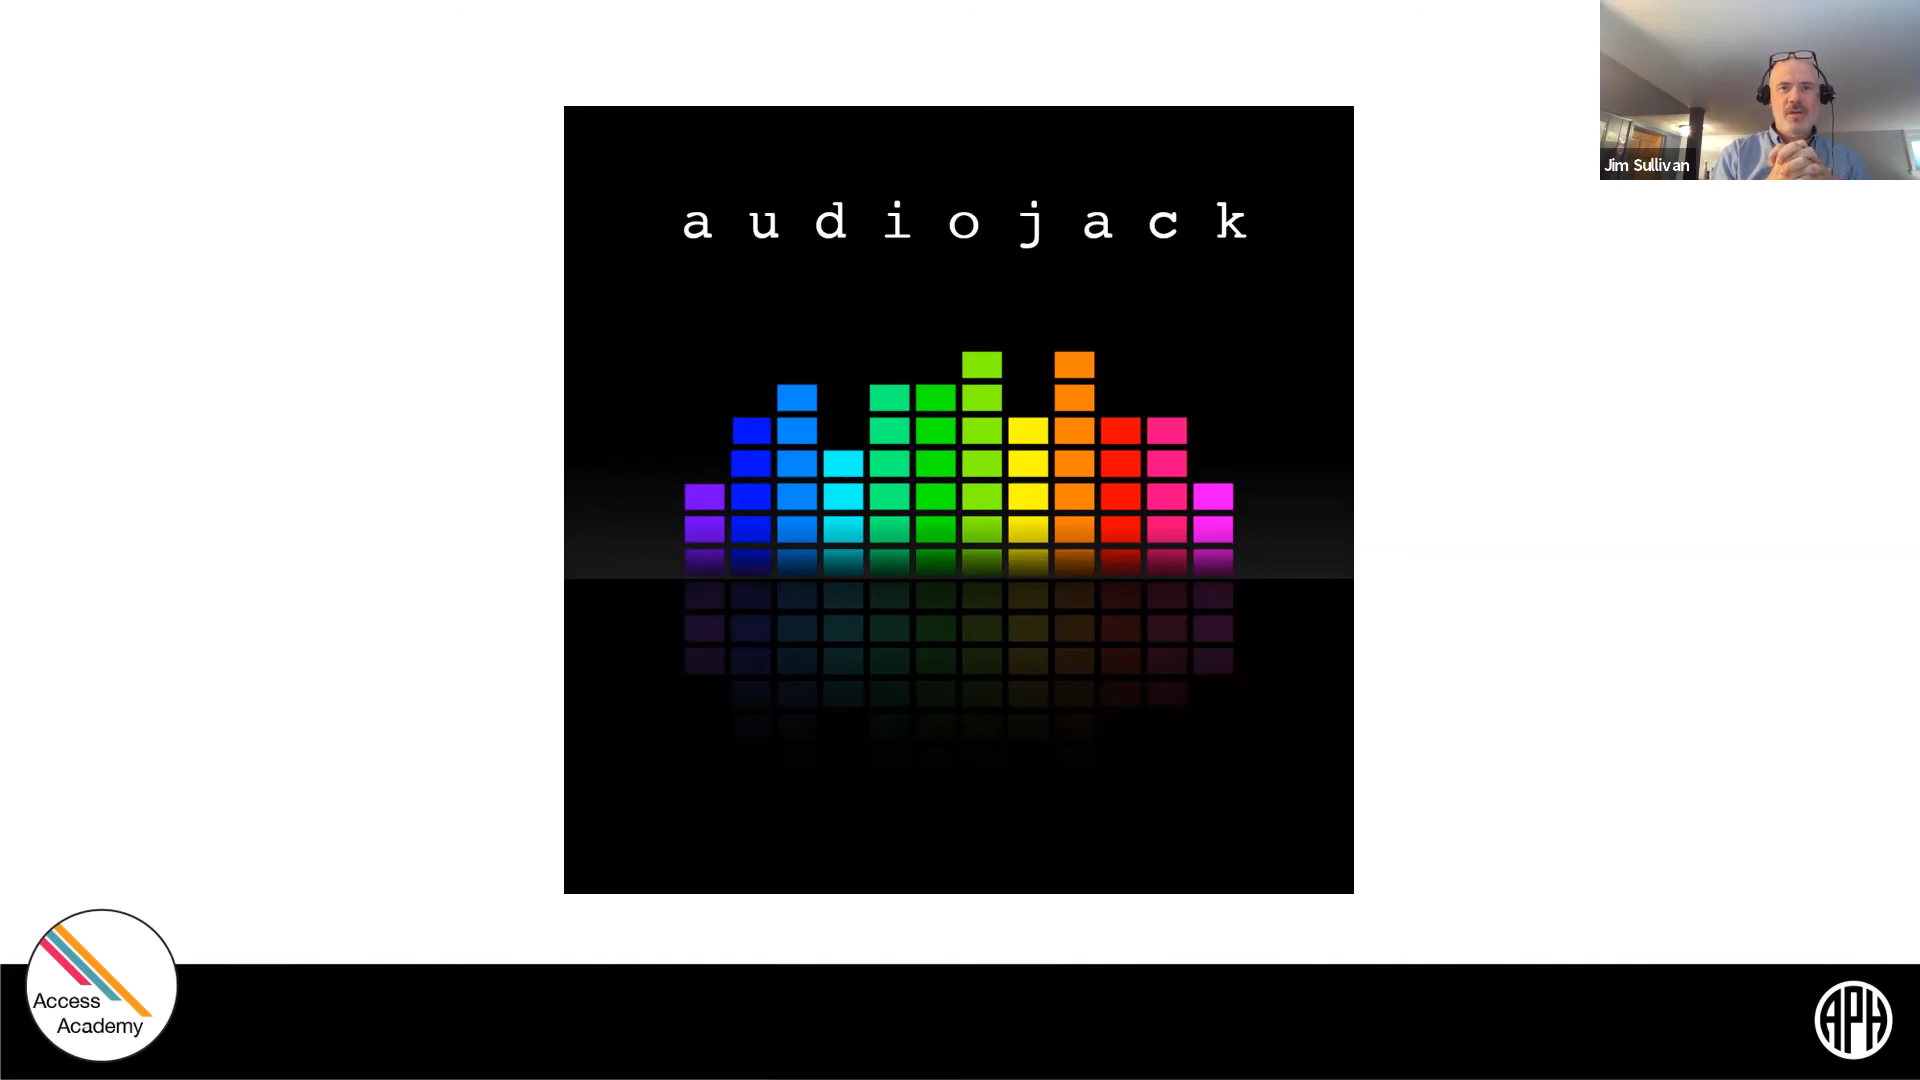 a u d i o j a c k
Jim Sullivan
Access
Academy
APH